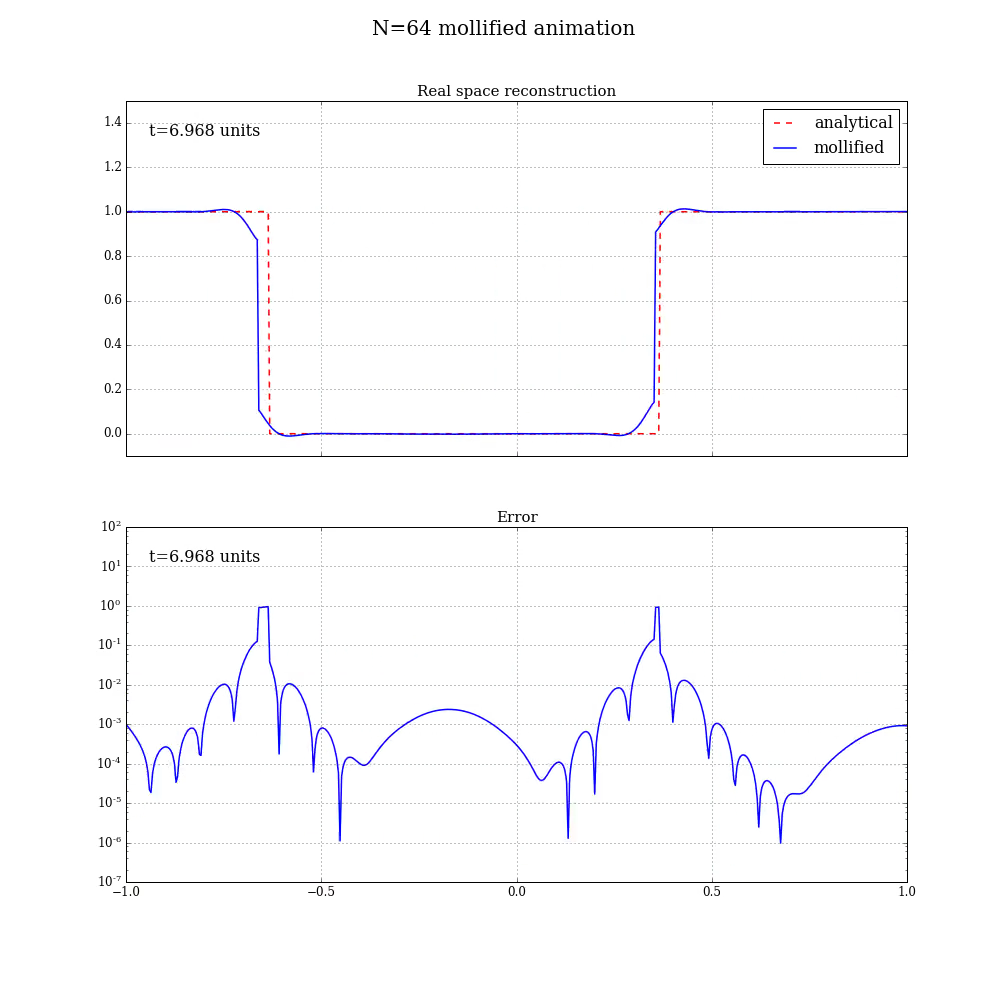 N=64 mollified animation
Real space reconstruction
t=6.968 units
analytical
mollified
1.4
1.2
1.0
0.8
0.6
0.4
0.2
0.0
Error
t=6.968 units
10²
10¹
10⁰
10⁻¹
10⁻²
10⁻³
10⁻⁴
10⁻⁵
10⁻⁶
10⁻⁷
−1.0 −0.5 0.0 0.5 1.0